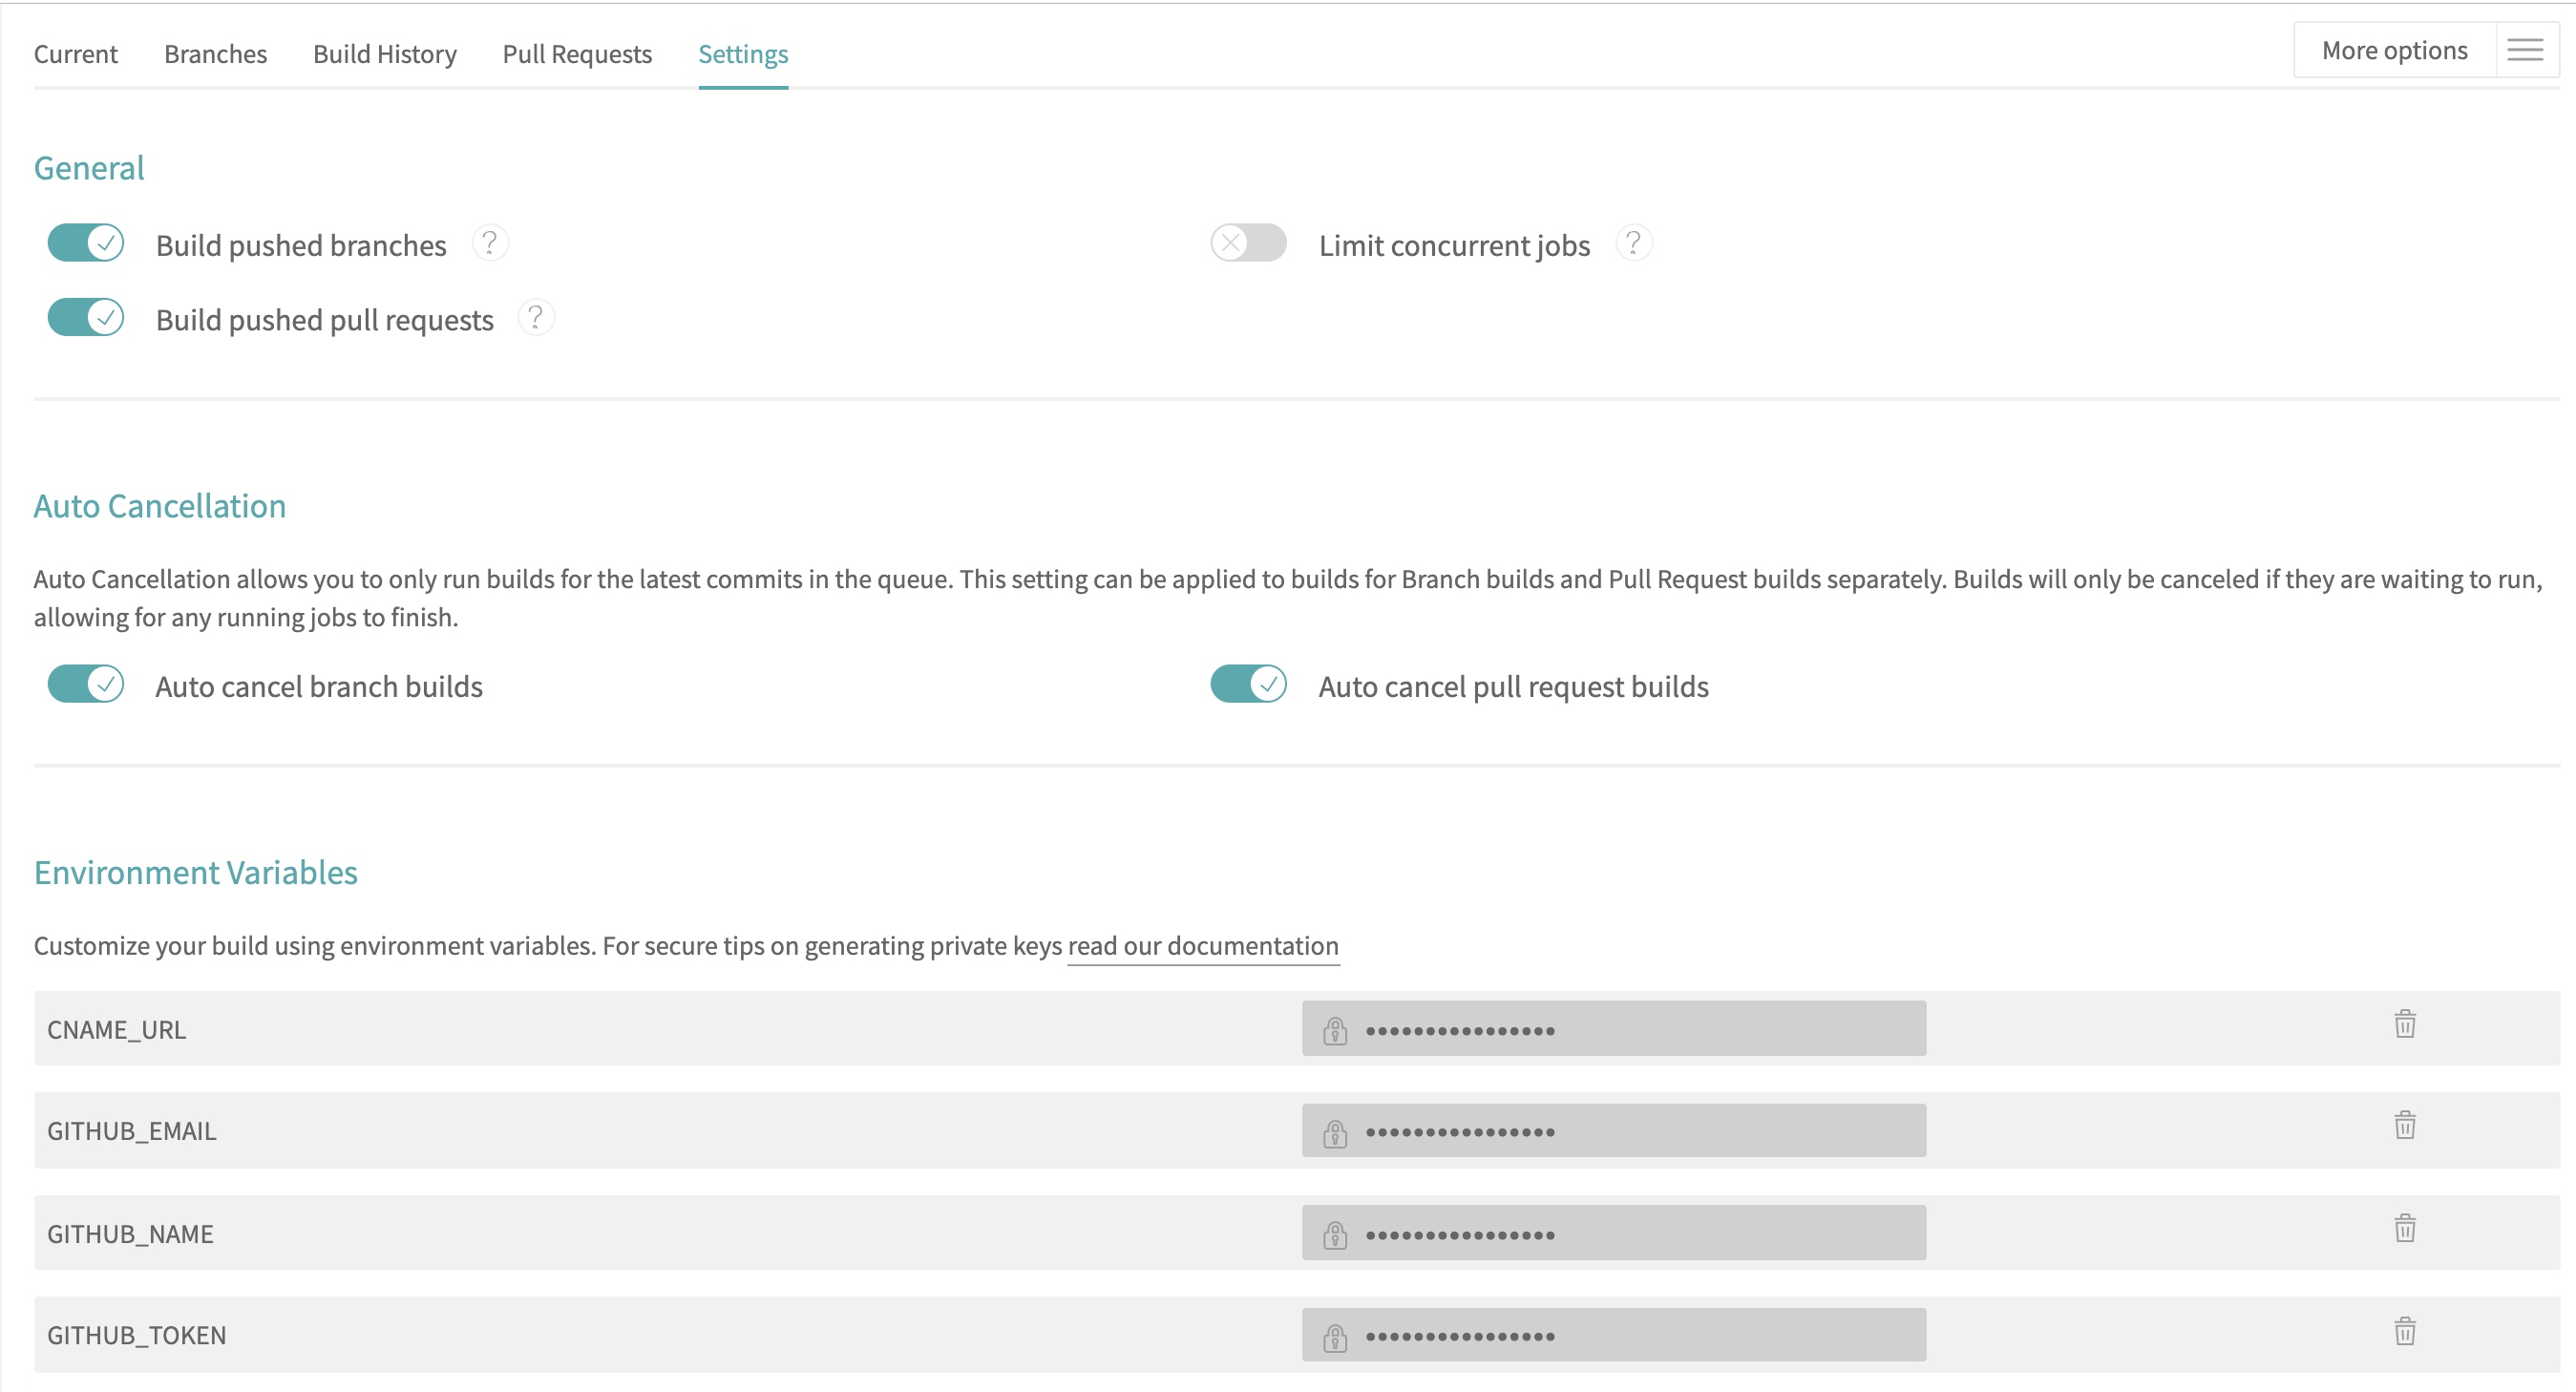 Current Branches Build History Pull Requests Settings More options
General
Build pushed branches ? Limit concurrent jobs ?
Build pushed pull requests ?
Auto Cancellation
Auto Cancellation allows you to only run builds for the latest commits in the queue. This setting can be applied to builds for Branch builds and Pull Request builds separately. Builds will only be canceled if they are waiting to run,
allowing for any running jobs to finish.
Auto cancel branch builds Auto cancel pull request builds
Environment Variables
Customize your build using environment variables. For secure tips on generating private keys read our documentation
CNAME_URL ••••••••••••••••
GITHUB_EMAIL ••••••••••••••••
GITHUB_NAME ••••••••••••••••
GITHUB_TOKEN ••••••••••••••••